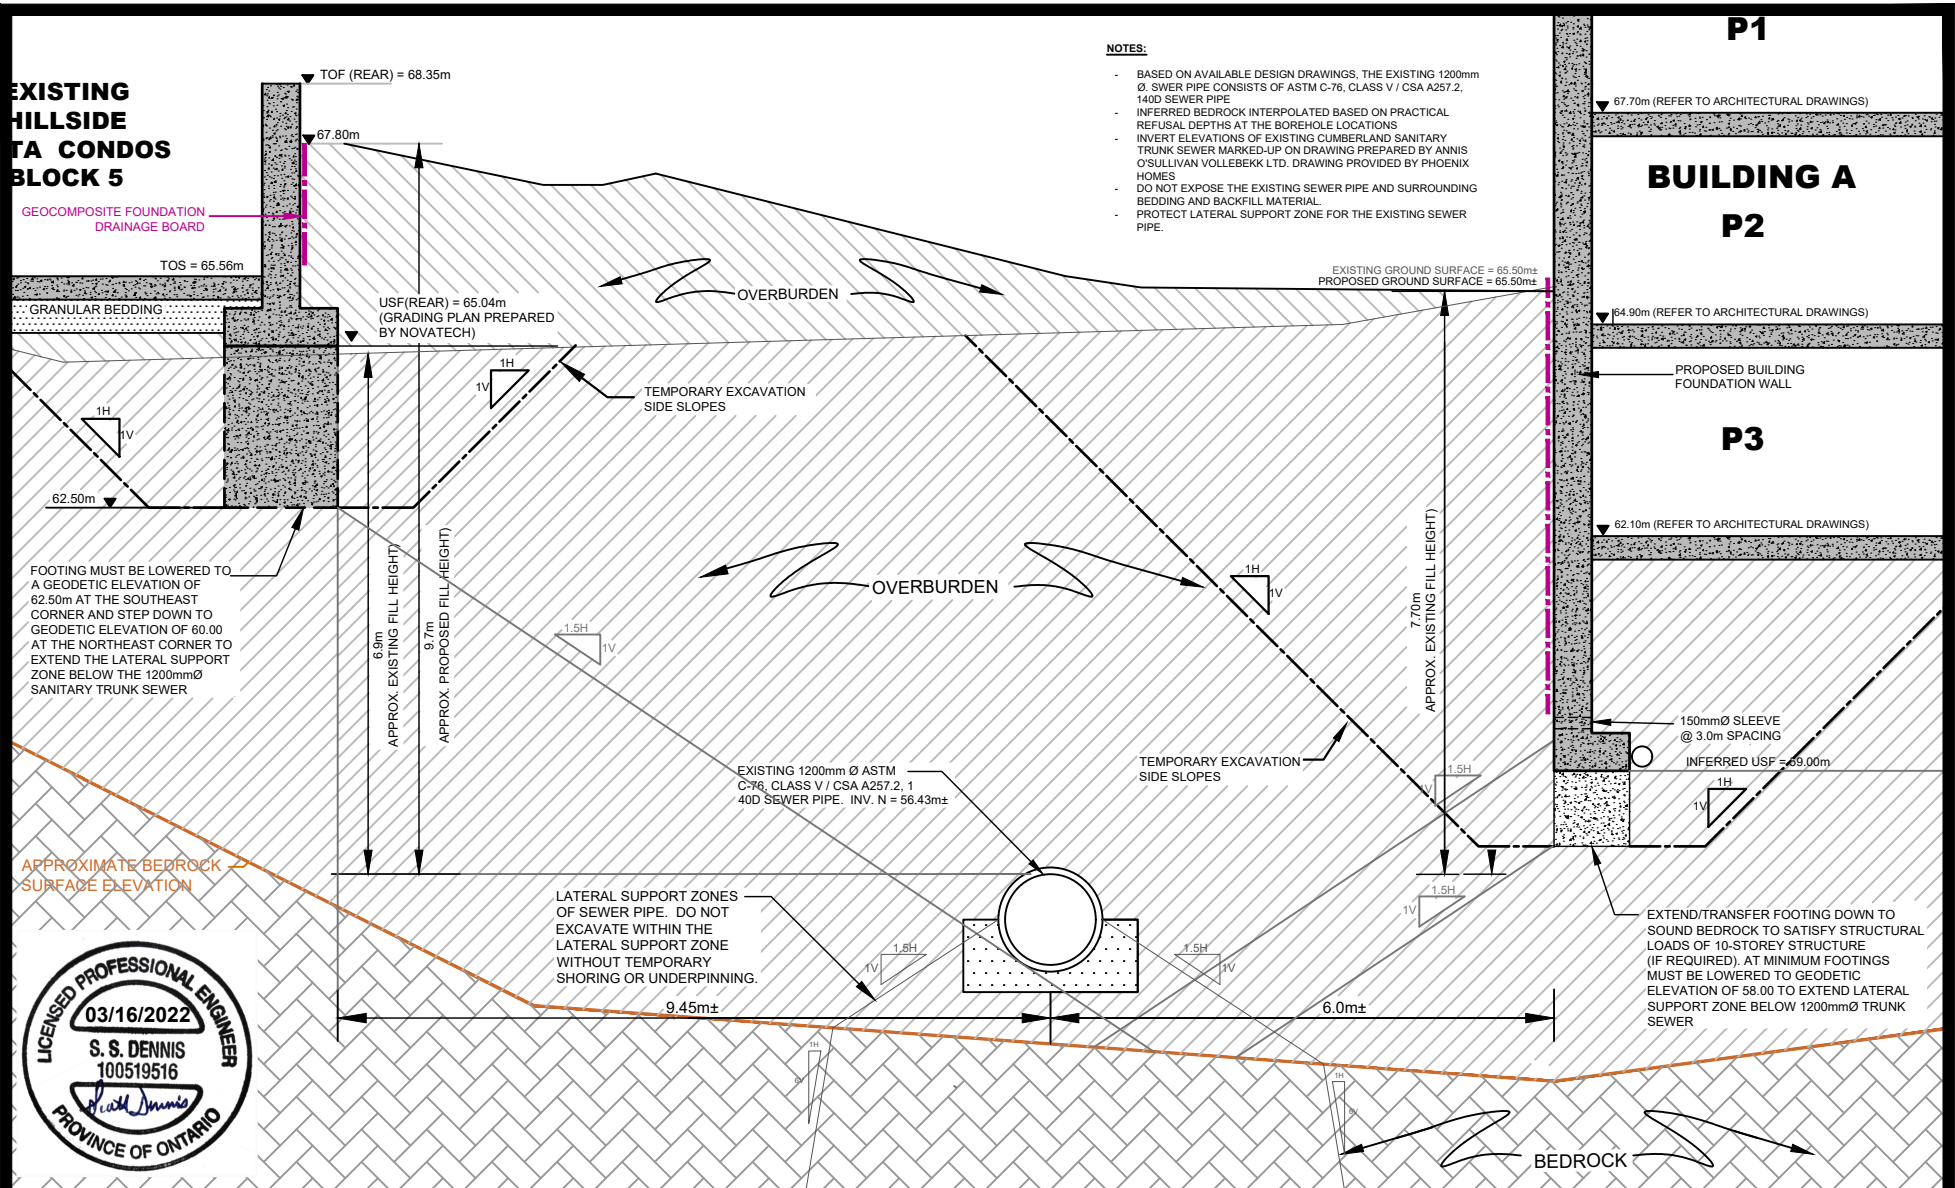 EXISTING
HILLSIDE
TA CONDOS
BLOCK 5
GEOCOMPOSITE FOUNDATION
DRAINAGE BOARD
TOS = 65.56m
GRANULAR BEDDING
TOF (REAR) = 68.35m
67.80m
USF(REAR) = 65.04m
(GRADING PLAN PREPARED
BY NOVATECH)
1H
1V
TEMPORARY EXCAVATION
SIDE SLOPES
1H
1V
62.50m
FOOTING MUST BE LOWERED TO
A GEODETIC ELEVATION OF
62.50m AT THE SOUTHEAST
CORNER AND STEP DOWN TO
GEODETIC ELEVATION OF 60.00
AT THE NORTHEAST CORNER TO
EXTEND THE LATERAL SUPPORT
ZONE BELOW THE 1200mmØ
SANITARY TRUNK SEWER
6.9m
APPROX. EXISTING FILL HEIGHT)
9.7m
APPROX. PROPOSED FILL HEIGHT)
APPROXIMATE BEDROCK
SURFACE ELEVATION
LICENSED PROFESSIONAL ENGINEER
03/16/2022
S. S. DENNIS
100519516
PROVINCE OF ONTARIO
NOTES:
- BASED ON AVAILABLE DESIGN DRAWINGS, THE EXISTING 1200mm
Ø. SWER PIPE CONSISTS OF ASTM C-76, CLASS V / CSA A257.2,
140D SEWER PIPE
- INFERRED BEDROCK INTERPOLATED BASED ON PRACTICAL
REFUSAL DEPTHS AT THE BOREHOLE LOCATIONS
- INVERT ELEVATIONS OF EXISTING CUMBERLAND SANITARY
TRUNK SEWER MARKED-UP ON DRAWING PREPARED BY ANNIS
O'SULLIVAN VOLLEBEKK LTD. DRAWING PROVIDED BY PHOENIX
HOMES
- DO NOT EXPOSE THE EXISTING SEWER PIPE AND SURROUNDING
BEDDING AND BACKFILL MATERIAL.
- PROTECT LATERAL SUPPORT ZONE FOR THE EXISTING SEWER
PIPE.
OVERBURDEN
EXISTING GROUND SURFACE = 65.50m±
PROPOSED GROUND SURFACE = 65.50m±
OVERBURDEN
1.5H
1V
1H
1V
7.70m
APPROX. EXISTING FILL HEIGHT)
EXISTING 1200mm Ø ASTM
C-76, CLASS V / CSA A257.2, 1
40D SEWER PIPE. INV. N = 56.43m±
TEMPORARY EXCAVATION
SIDE SLOPES
1.5H
1V
1.5H
1V
LATERAL SUPPORT ZONES
OF SEWER PIPE. DO NOT
EXCAVATE WITHIN THE
LATERAL SUPPORT ZONE
WITHOUT TEMPORARY
SHORING OR UNDERPINNING.
1.5H
1V
1.5H
1V
9.45m±
6.0m±
1H
6V
1H
6V
BEDROCK
P1
67.70m (REFER TO ARCHITECTURAL DRAWINGS)
BUILDING A
P2
64.90m (REFER TO ARCHITECTURAL DRAWINGS)
PROPOSED BUILDING
FOUNDATION WALL
P3
62.10m (REFER TO ARCHITECTURAL DRAWINGS)
150mmØ SLEEVE
@ 3.0m SPACING
INFERRED USF = 59.00m
1H
1V
EXTEND/TRANSFER FOOTING DOWN TO
SOUND BEDROCK TO SATISFY STRUCTURAL
LOADS OF 10-STOREY STRUCTURE
(IF REQUIRED). AT MINIMUM FOOTINGS
MUST BE LOWERED TO GEODETIC
ELEVATION OF 58.00 TO EXTEND LATERAL
SUPPORT ZONE BELOW 1200mmØ TRUNK
SEWER